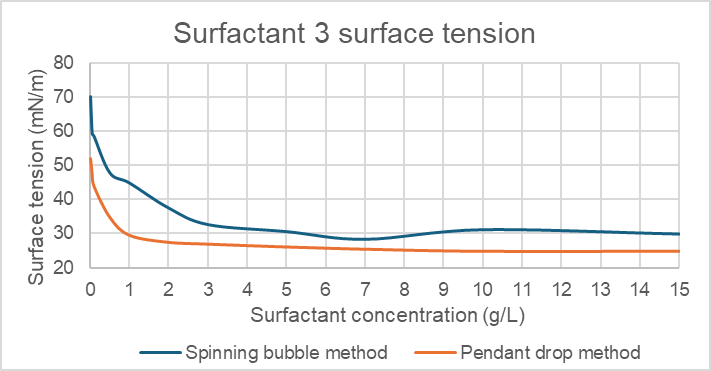 Surfactant 3 surface tension
Surface tension (mN/m)
80
70
60
50
40
30
20
0 1 2 3 4 5 6 7 8 9 10 11 12 13 14 15
Surfactant concentration (g/L)
Spinning bubble method Pendant drop method